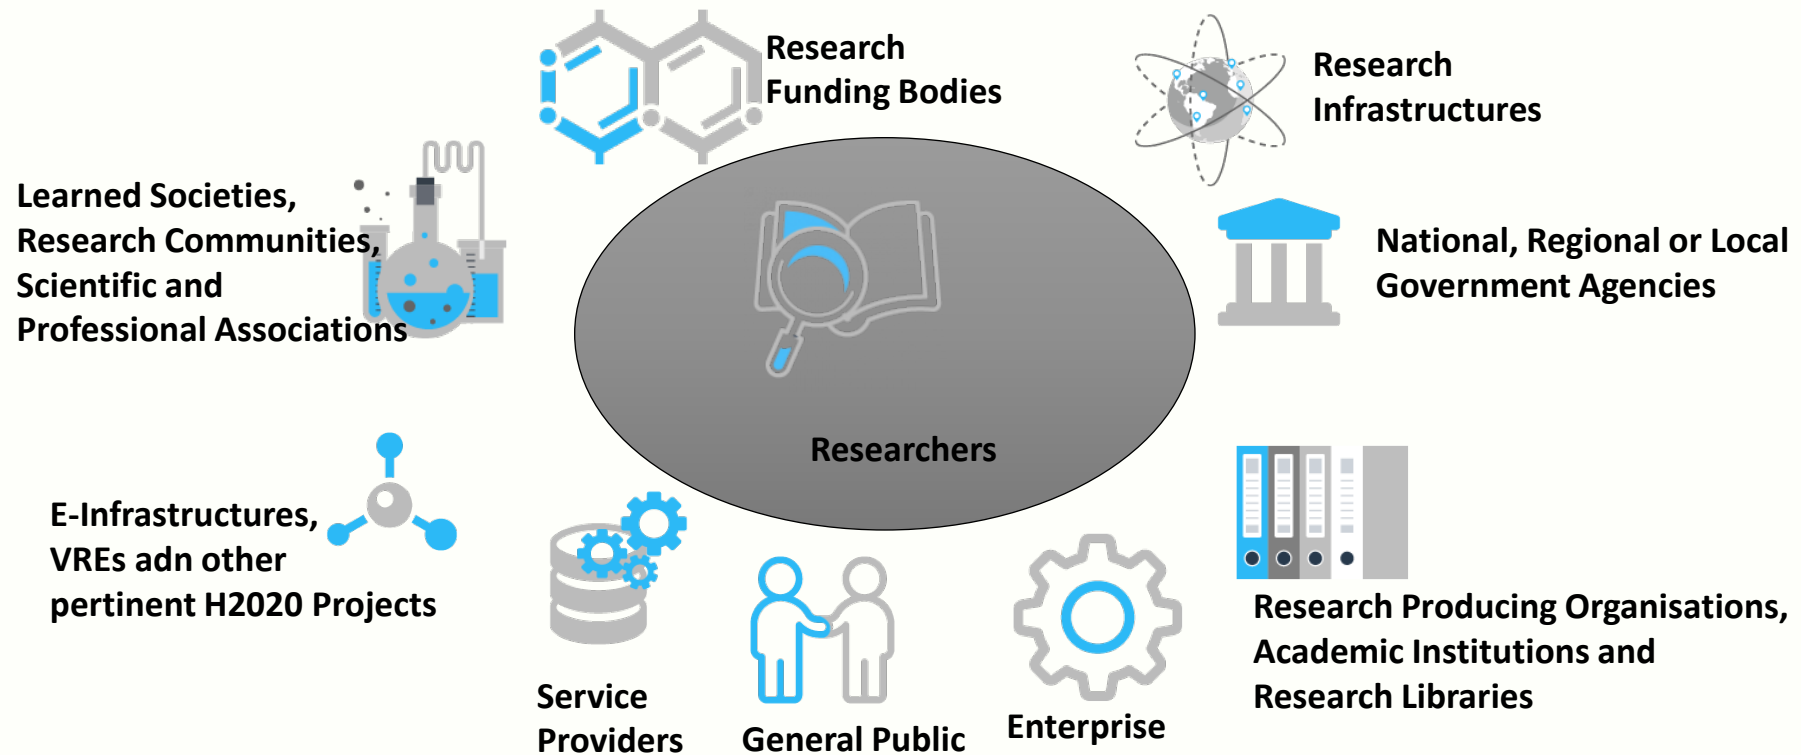 Research
Funding Bodies
Research
Infrastructures
Learned Societies,
Research Communities,
Scientific and
Professional Associations
National, Regional or Local
Government Agencies
Researchers
E-Infrastructures,
VREs adn other
pertinent H2020 Projects
Service
Providers
General Public
Enterprise
Research Producing Organisations,
Academic Institutions and
Research Libraries